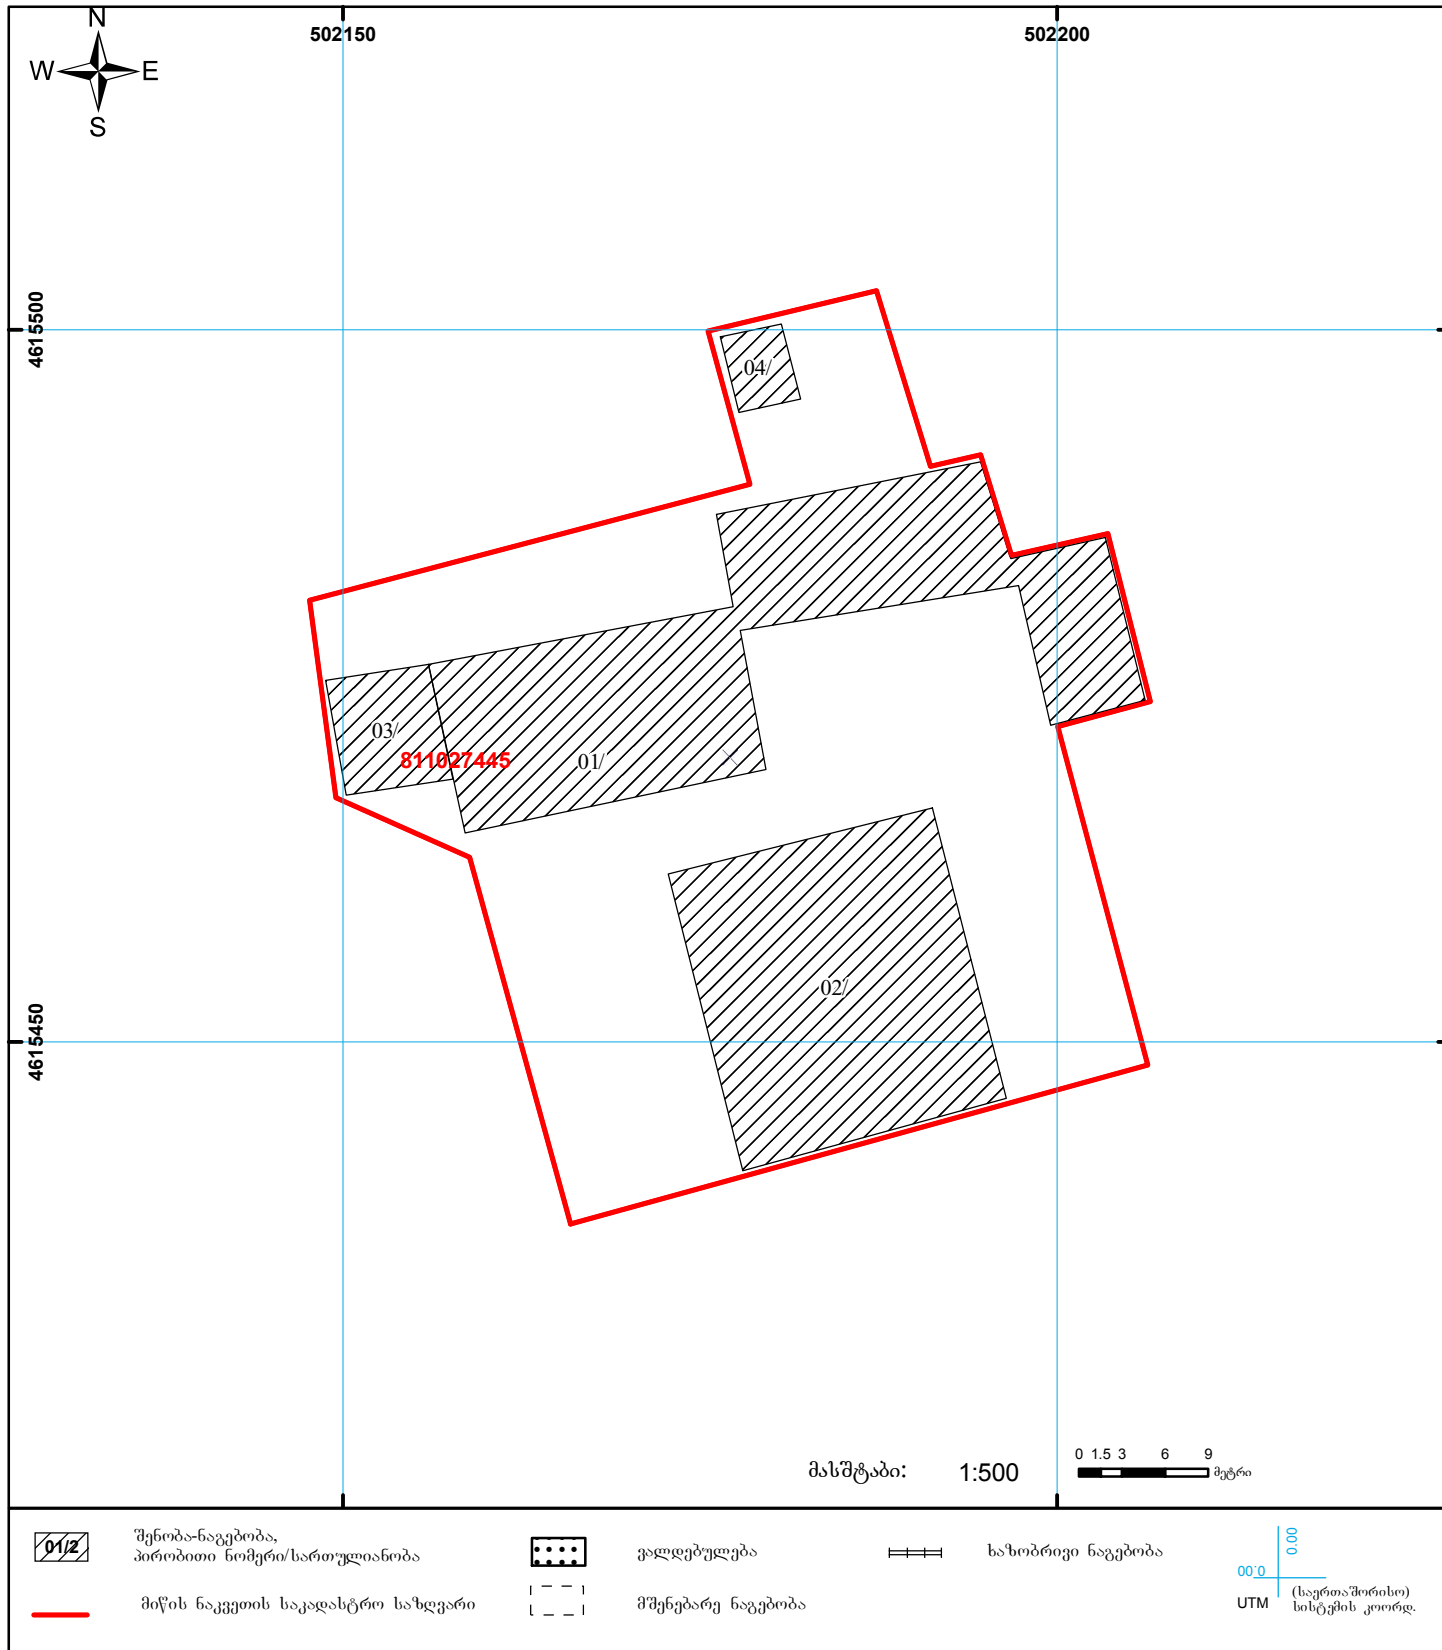 N
W E
S
502150
502200
4615500
4615450
04/
03/
811027445
01/
02/
მასშტაბი: 1:500
0 1.5 3 6 9
მეტრი
01/2
შენობა-ნაგებობა,
პირობითი ნომერი/სართულიანობა
ვალდებულება
ხაზობრივი ნაგებობა
მიწის ნაკვეთის საკადასტრო საზღვარი
მშენებარე ნაგებობა
00.0
00.0
UTM
(საერთაშორისო)
სისტემის კოორდ.